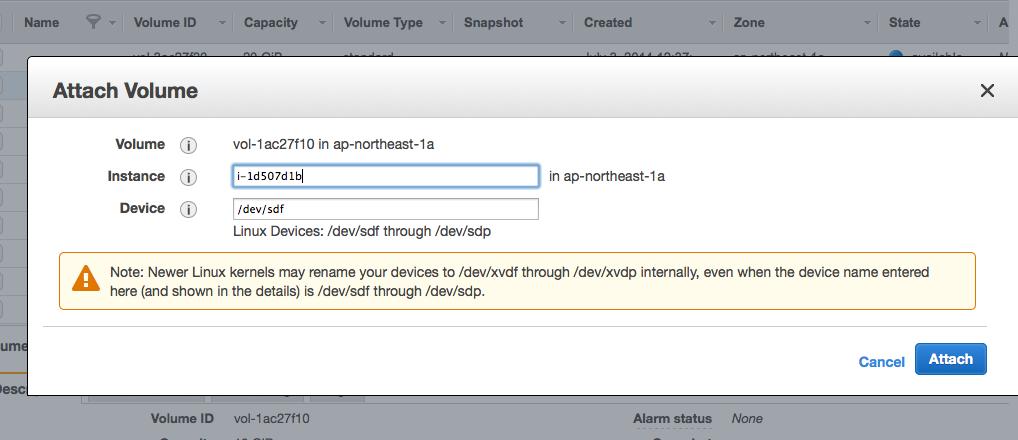 Name Volume ID Capacity Volume Type Snapshot Created Zone State A
Attach Volume
Volume vol-1ac27f10 in ap-northeast-1a
Instance i-1d507d1b in ap-northeast-1a
Device /dev/sdf
Linux Devices: /dev/sdf through /dev/sdp
Note: Newer Linux kernels may rename your devices to /dev/xvdf through /dev/xvdp internally, even when the device name entered
here (and shown in the details) is /dev/sdf through /dev/sdp.
Cancel Attach
Volume ID vol-1ac27f10 Alarm status None